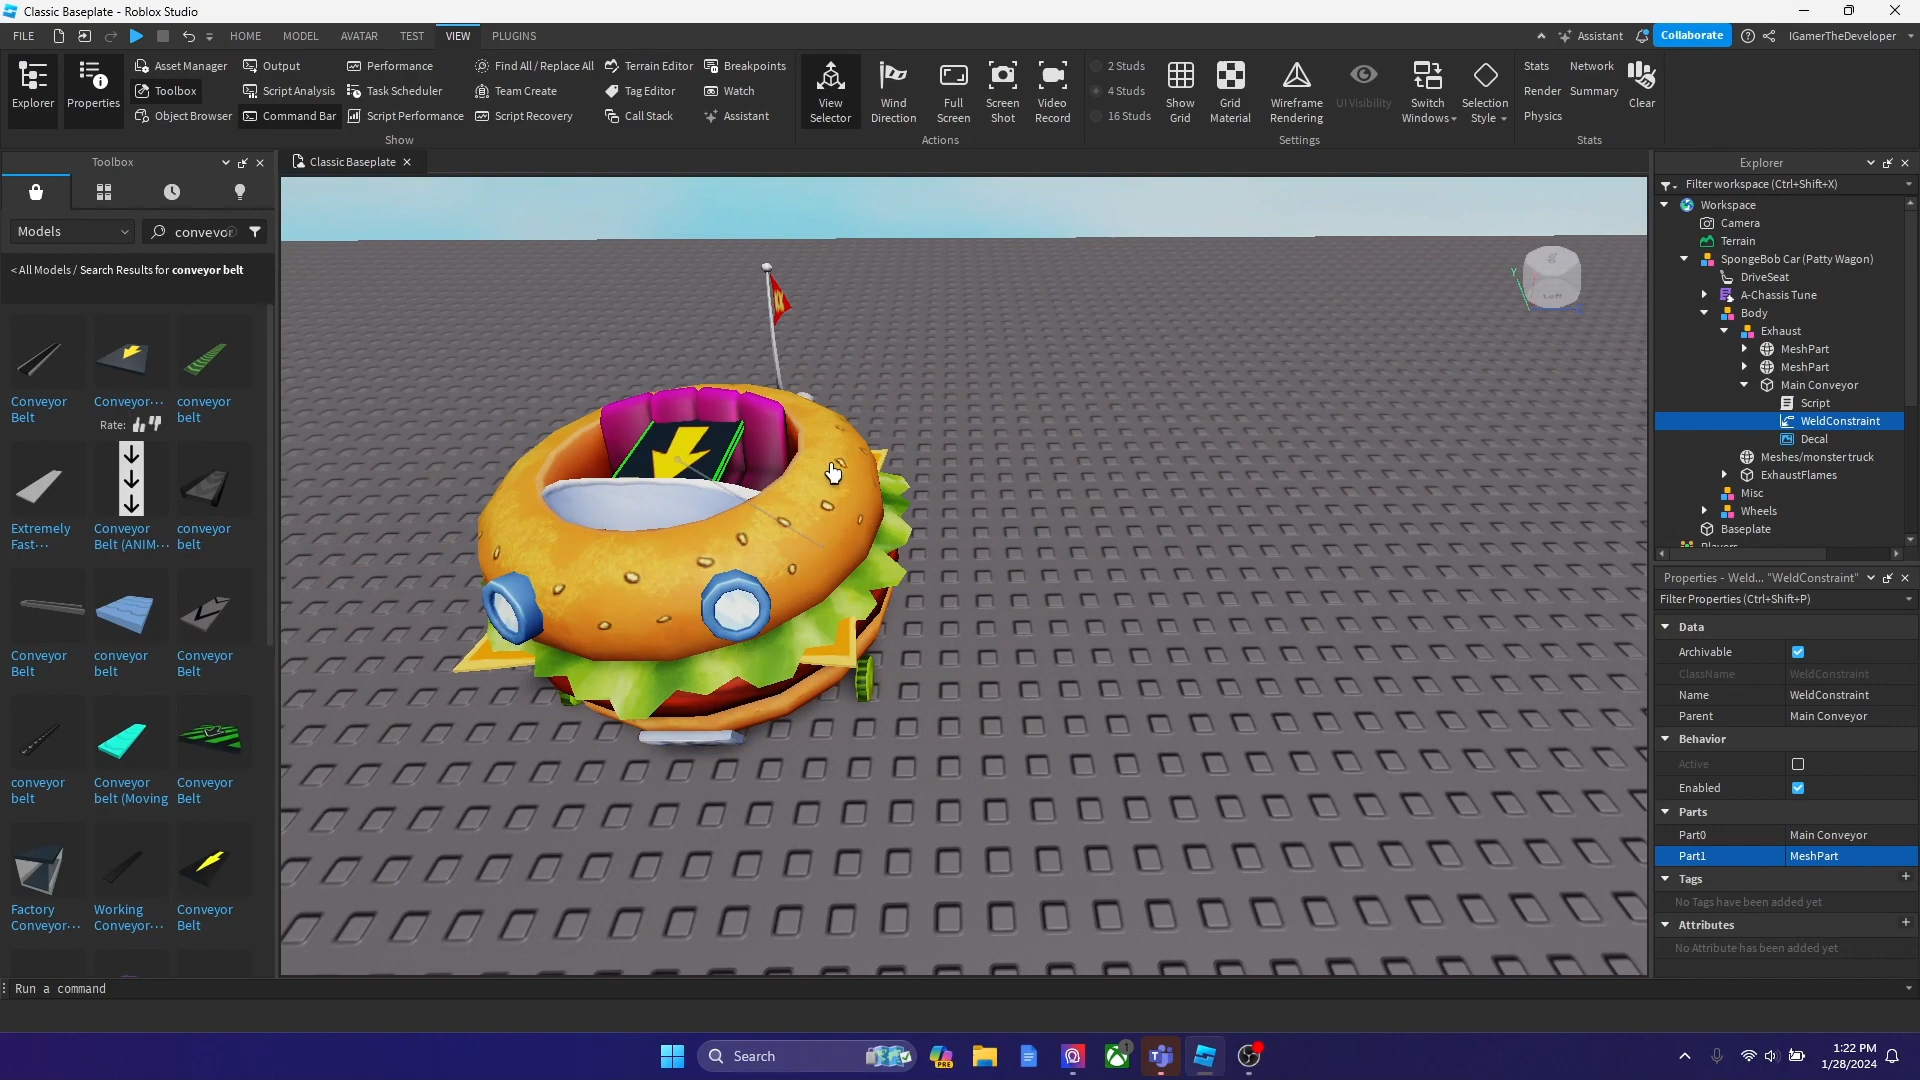 Classic Baseplate - Roblox Studio
FILE HOME MODEL AVATAR TEST VIEW PLUGINS Assistant Collaborate IGamerTheDeveloper
Explorer
Properties
Asset Manager
Toolbox
Object Browser
Output
Script Analysis
Command Bar
Performance
Task Scheduler
Script Performance
Find All / Replace All
Team Create
Script Recovery
Terrain Editor
Tag Editor
Call Stack
Breakpoints
Watch
Assistant
Show
View
Selector
Wind
Direction
Full
Screen
Screen
Shot
Video
Record
Actions
2 Studs
4 Studs
16 Studs
Show
Grid
Grid
Material
Wireframe
Rendering
UI Visibility
Switch
Windows
Selection
Style
Settings
Stats
Render
Physics
Network
Summary
Clear
Stats
Toolbox
Models
conveyor
< All Models / Search Results for conveyor belt
Conveyor
Belt
Conveyor...
conveyor
belt
Rate:
Extremely
Fast...
Conveyor
Belt (ANIM...
conveyor
belt
Conveyor
Belt
conveyor
belt
Conveyor
Belt
conveyor
belt
Conveyor
belt (Moving
Conveyor
Belt
Factory
Conveyor...
Working
Conveyor...
Conveyor
Belt
Classic Baseplate
Y
Left
Explorer
Filter workspace (Ctrl+Shift+X)
Workspace
Camera
Terrain
SpongeBob Car (Patty Wagon)
DriveSeat
A-Chassis Tune
Body
Exhaust
MeshPart
MeshPart
Main Conveyor
Script
WeldConstraint
Decal
Meshes/monster truck
ExhaustFlames
Misc
Wheels
Baseplate
Players
Properties - Weld... "WeldConstraint"
Filter Properties (Ctrl+Shift+P)
Data
Archivable
ClassName WeldConstraint
Name WeldConstraint
Parent Main Conveyor
Behavior
Active
Enabled
Parts
Part0 Main Conveyor
Part1 MeshPart
Tags
No Tags have been added yet
Attributes
No Attribute has been added yet
Run a command
Search
PRE
1
1:22 PM
1/28/2024